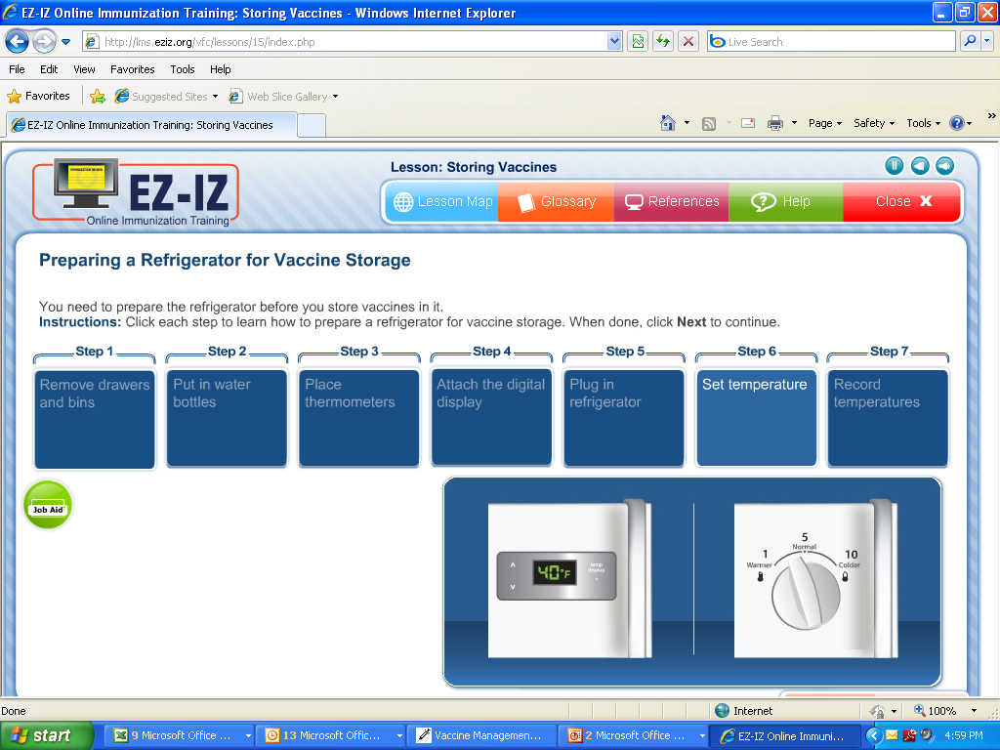 EZ-IZ Online Immunization Training: Storing Vaccines - Windows Internet Explorer
http://lms.eziz.org/vfc/lessons/15/index.php
Live Search
File Edit View Favorites Tools Help
Favorites Suggested Sites Web Slice Gallery
EZ-IZ Online Immunization Training: Storing Vaccines
Page Safety Tools
IMMUNIZATION RECORD
EZ-IZ
Online Immunization Training
Lesson: Storing Vaccines
Lesson Map Glossary References Help Close X
Preparing a Refrigerator for Vaccine Storage
You need to prepare the refrigerator before you store vaccines in it.
Instructions: Click each step to learn how to prepare a refrigerator for vaccine storage. When done, click Next to continue.
Step 1 Step 2 Step 3 Step 4 Step 5 Step 6 Step 7
Remove drawers and bins
Put in water bottles
Place thermometers
Attach the digital display
Plug in refrigerator
Set temperature
Record temperatures
Job Aid
40°F
temp. display
5
Normal
1
Warmer
10
Colder
Done Internet 100%
start 9 Microsoft Office ... 13 Microsoft Offic... Vaccine Managemen... 2 Microsoft Office ... EZ-IZ Online Immuni... 4:59 PM